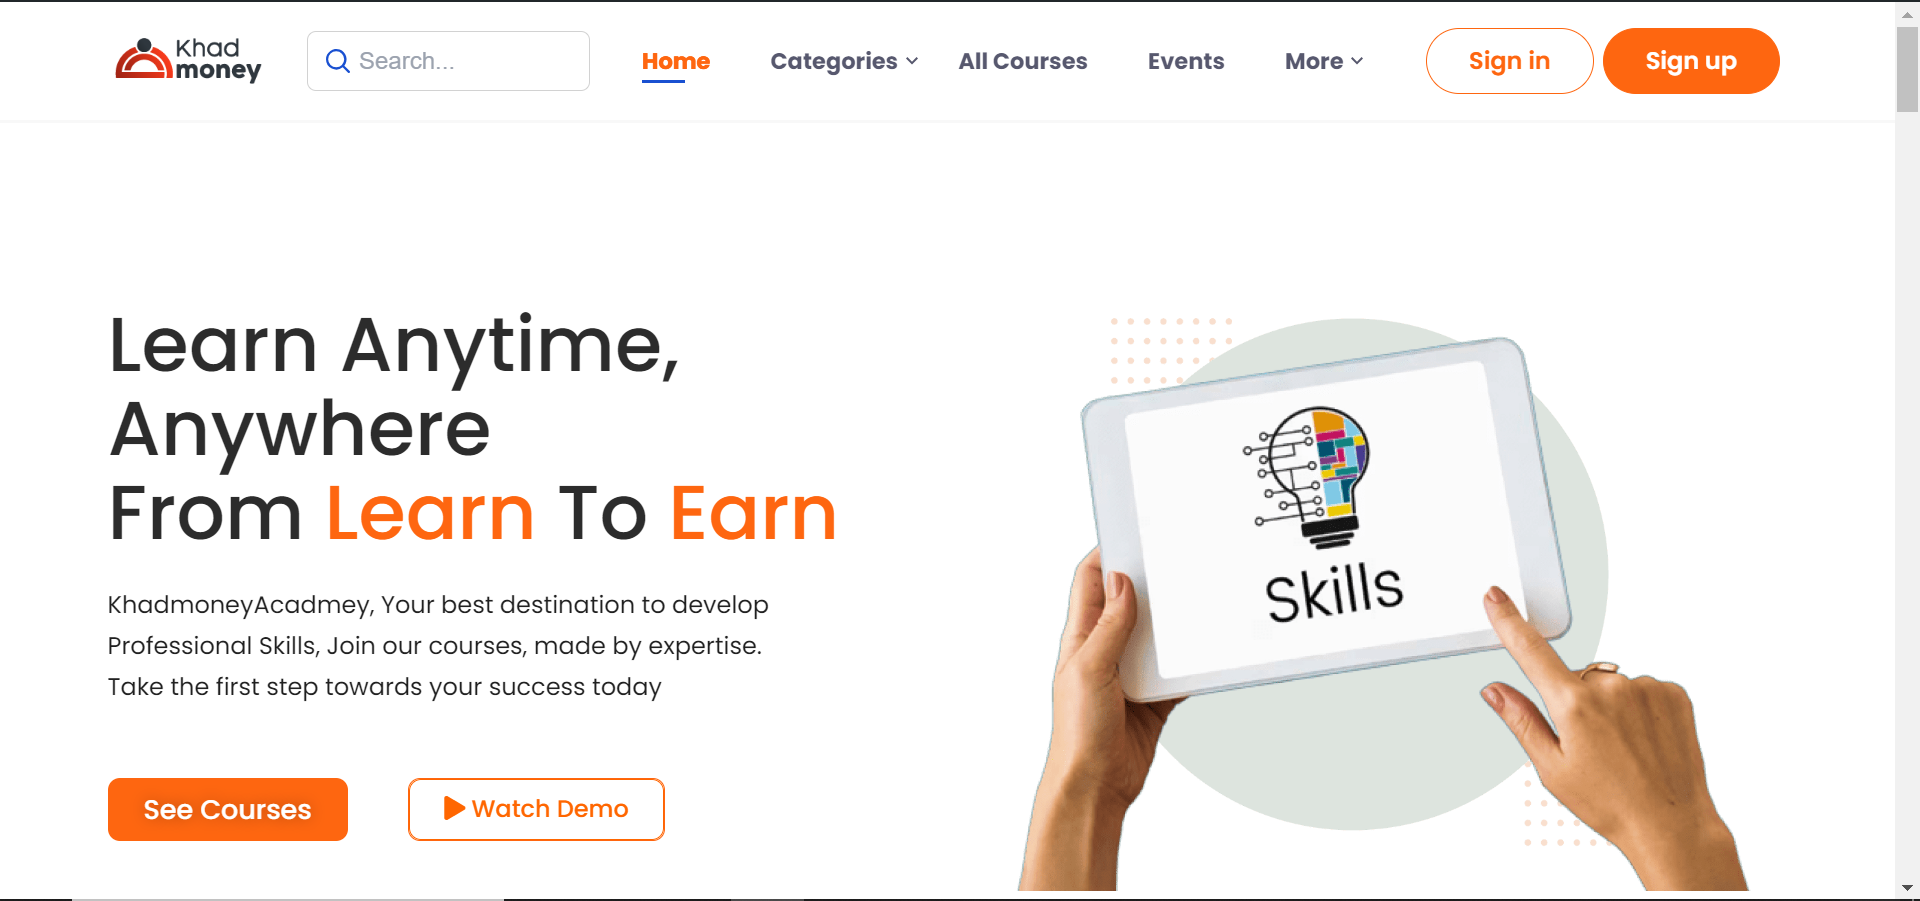 Khad
money
Search...
Home
Categories
All Courses
Events
More
Sign in
Sign up
Learn Anytime,
Anywhere
From Learn To Earn
KhadmoneyAcadmey, Your best destination to develop
Professional Skills, Join our courses, made by expertise.
Take the first step towards your success today
See Courses
Watch Demo
Skills